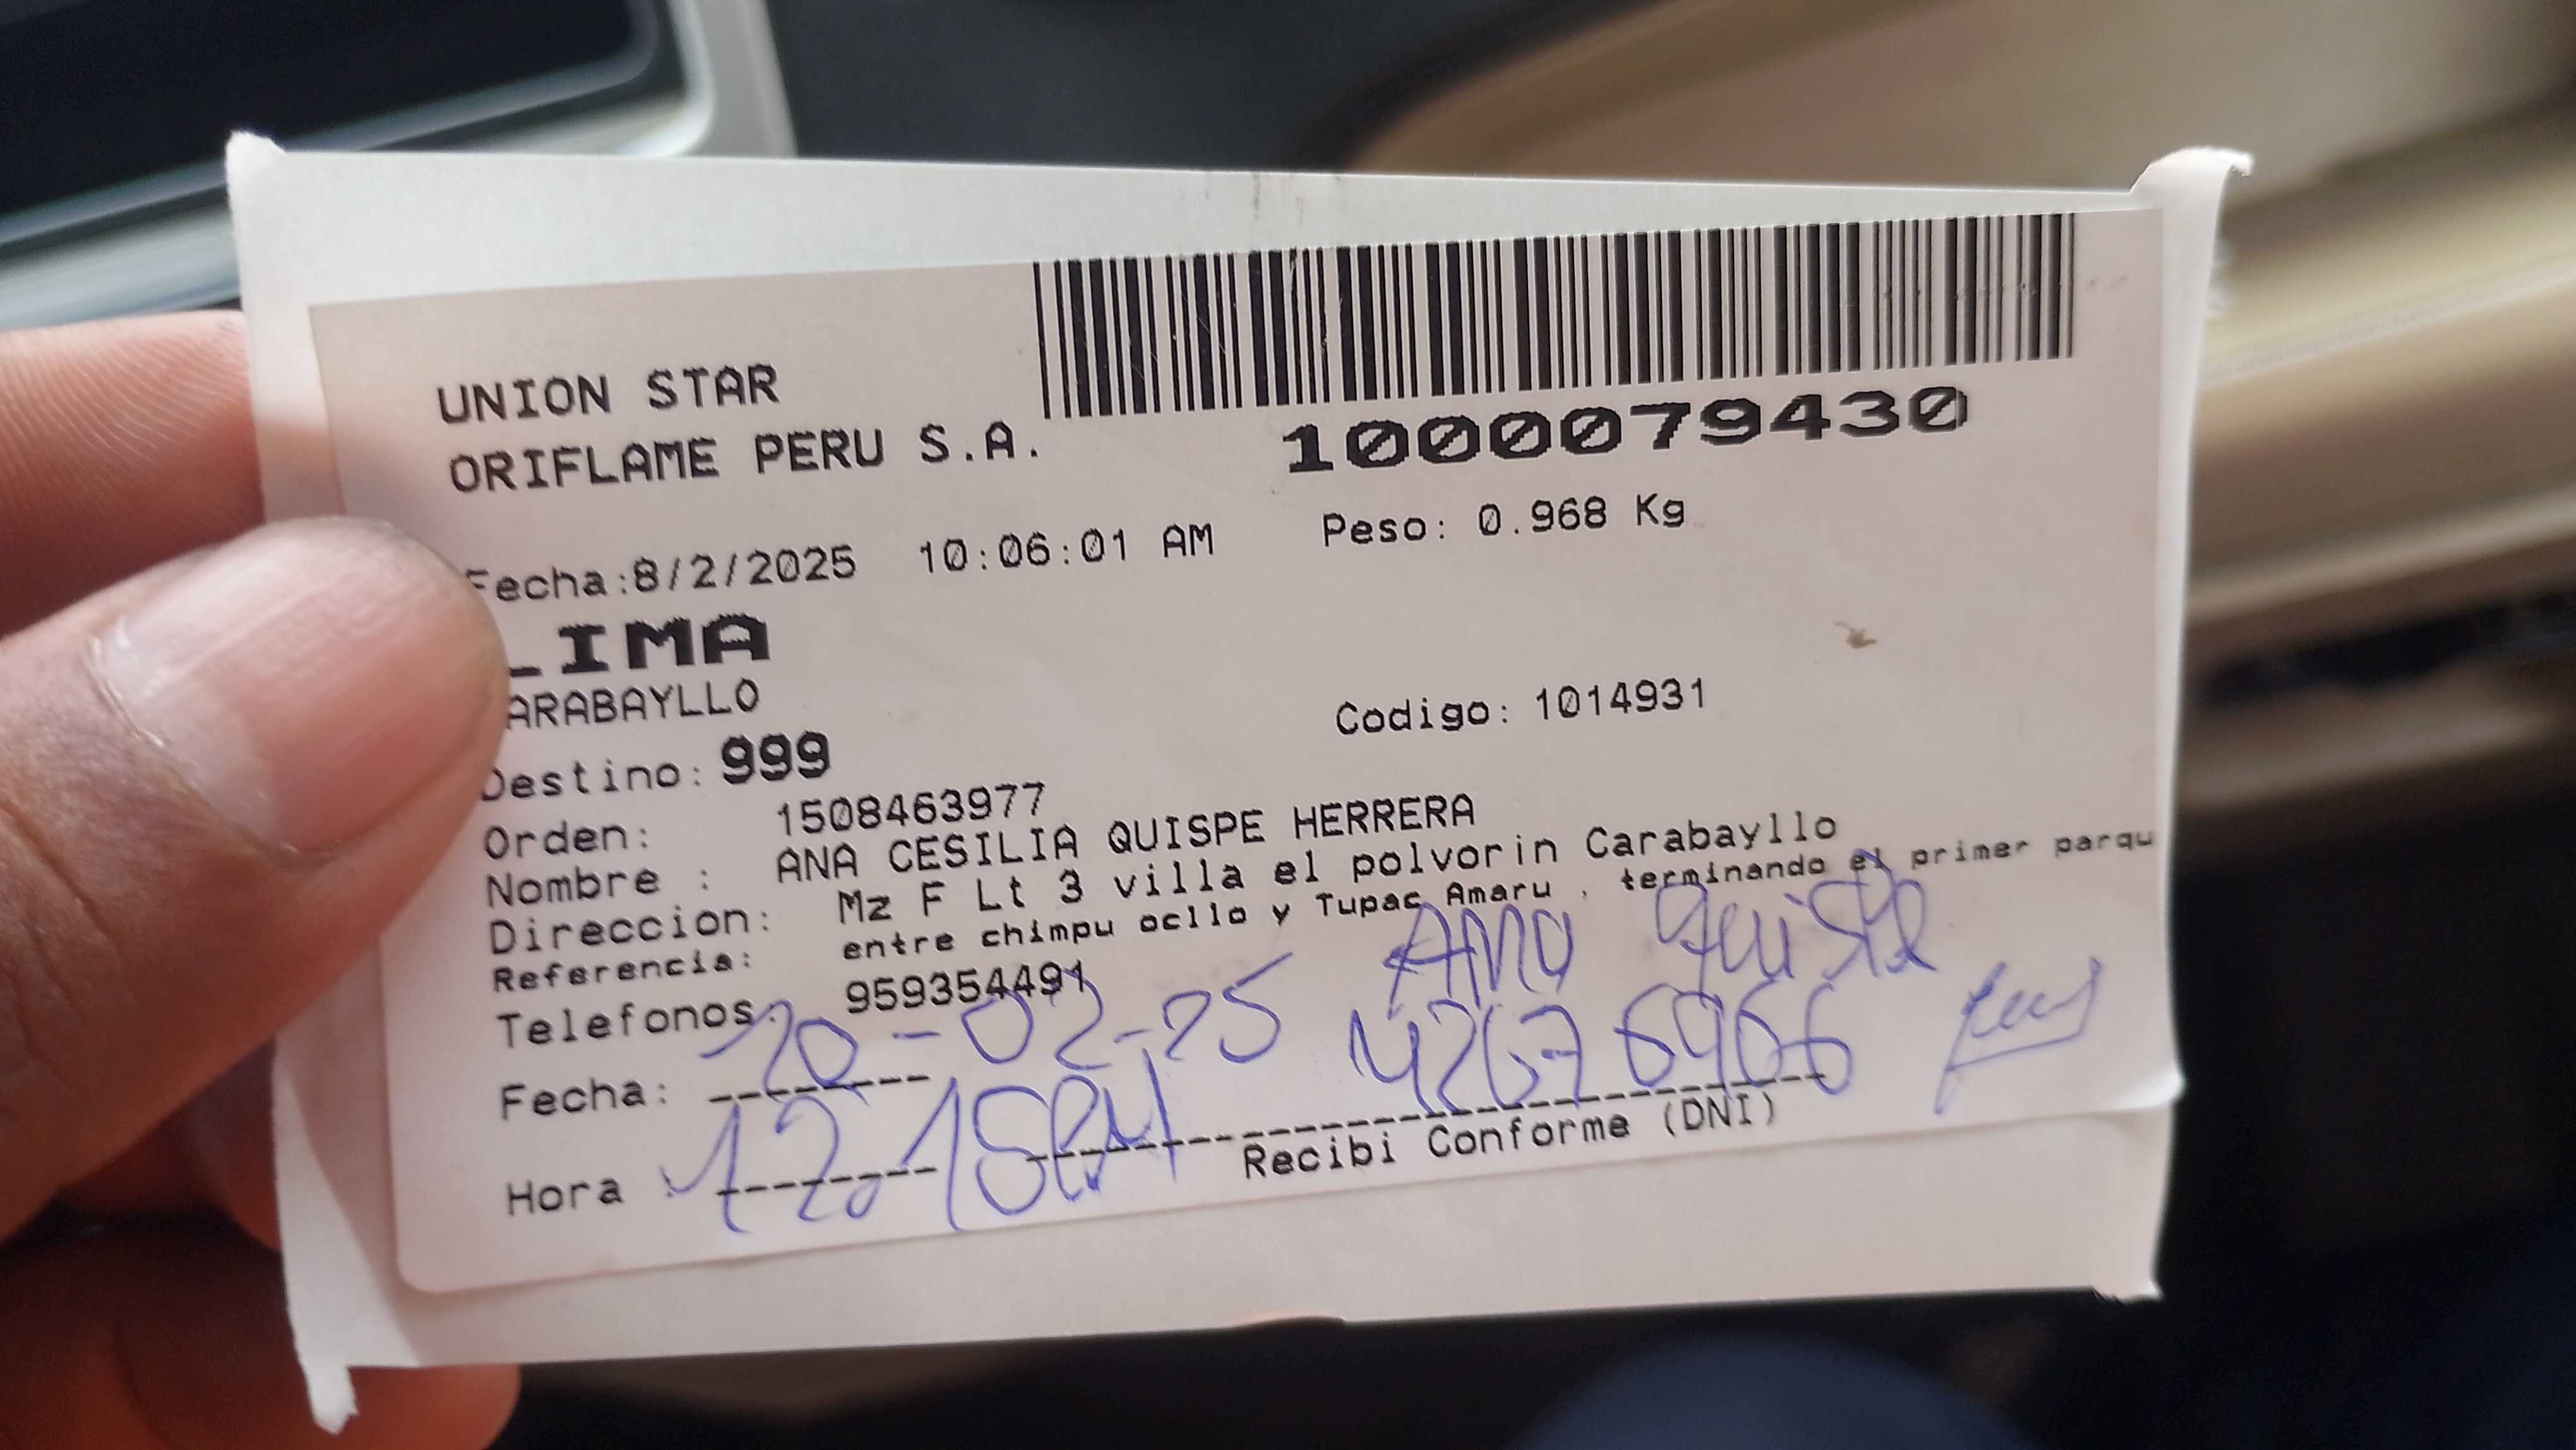 UNION STAR
ORIFLAME PERU S.A.
1000079430
Fecha:8/2/2025 10:06:01 AM Peso: 0.968 Kg
LIMA
ARABAYLLO
Codigo: 1014931
Destino: 999
Orden: 1508463977
Nombre : ANA CESILIA QUISPE HERRERA
Direccion: Mz F Lt 3 villa el polvorin Carabayllo
Referencia: entre chimpu ocllo y Tupac Amaru , terminando el primer parqu
Telefonos: 959354491
Ana Quispe
Fecha: 10-02-25
Hora : 12:15PM
Recibi Conforme (DNI)